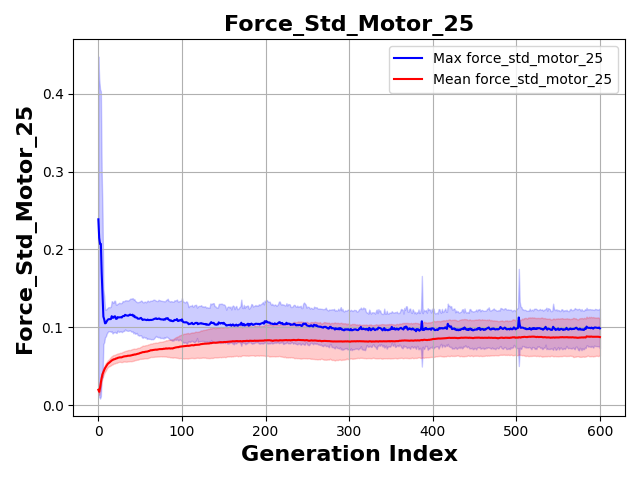 Force_Std_Motor_25
Max force_std_motor_25
Mean force_std_motor_25
Force_Std_Motor_25
0.4
0.3
0.2
0.1
0.0
0 100 200 300 400 500 600
Generation Index